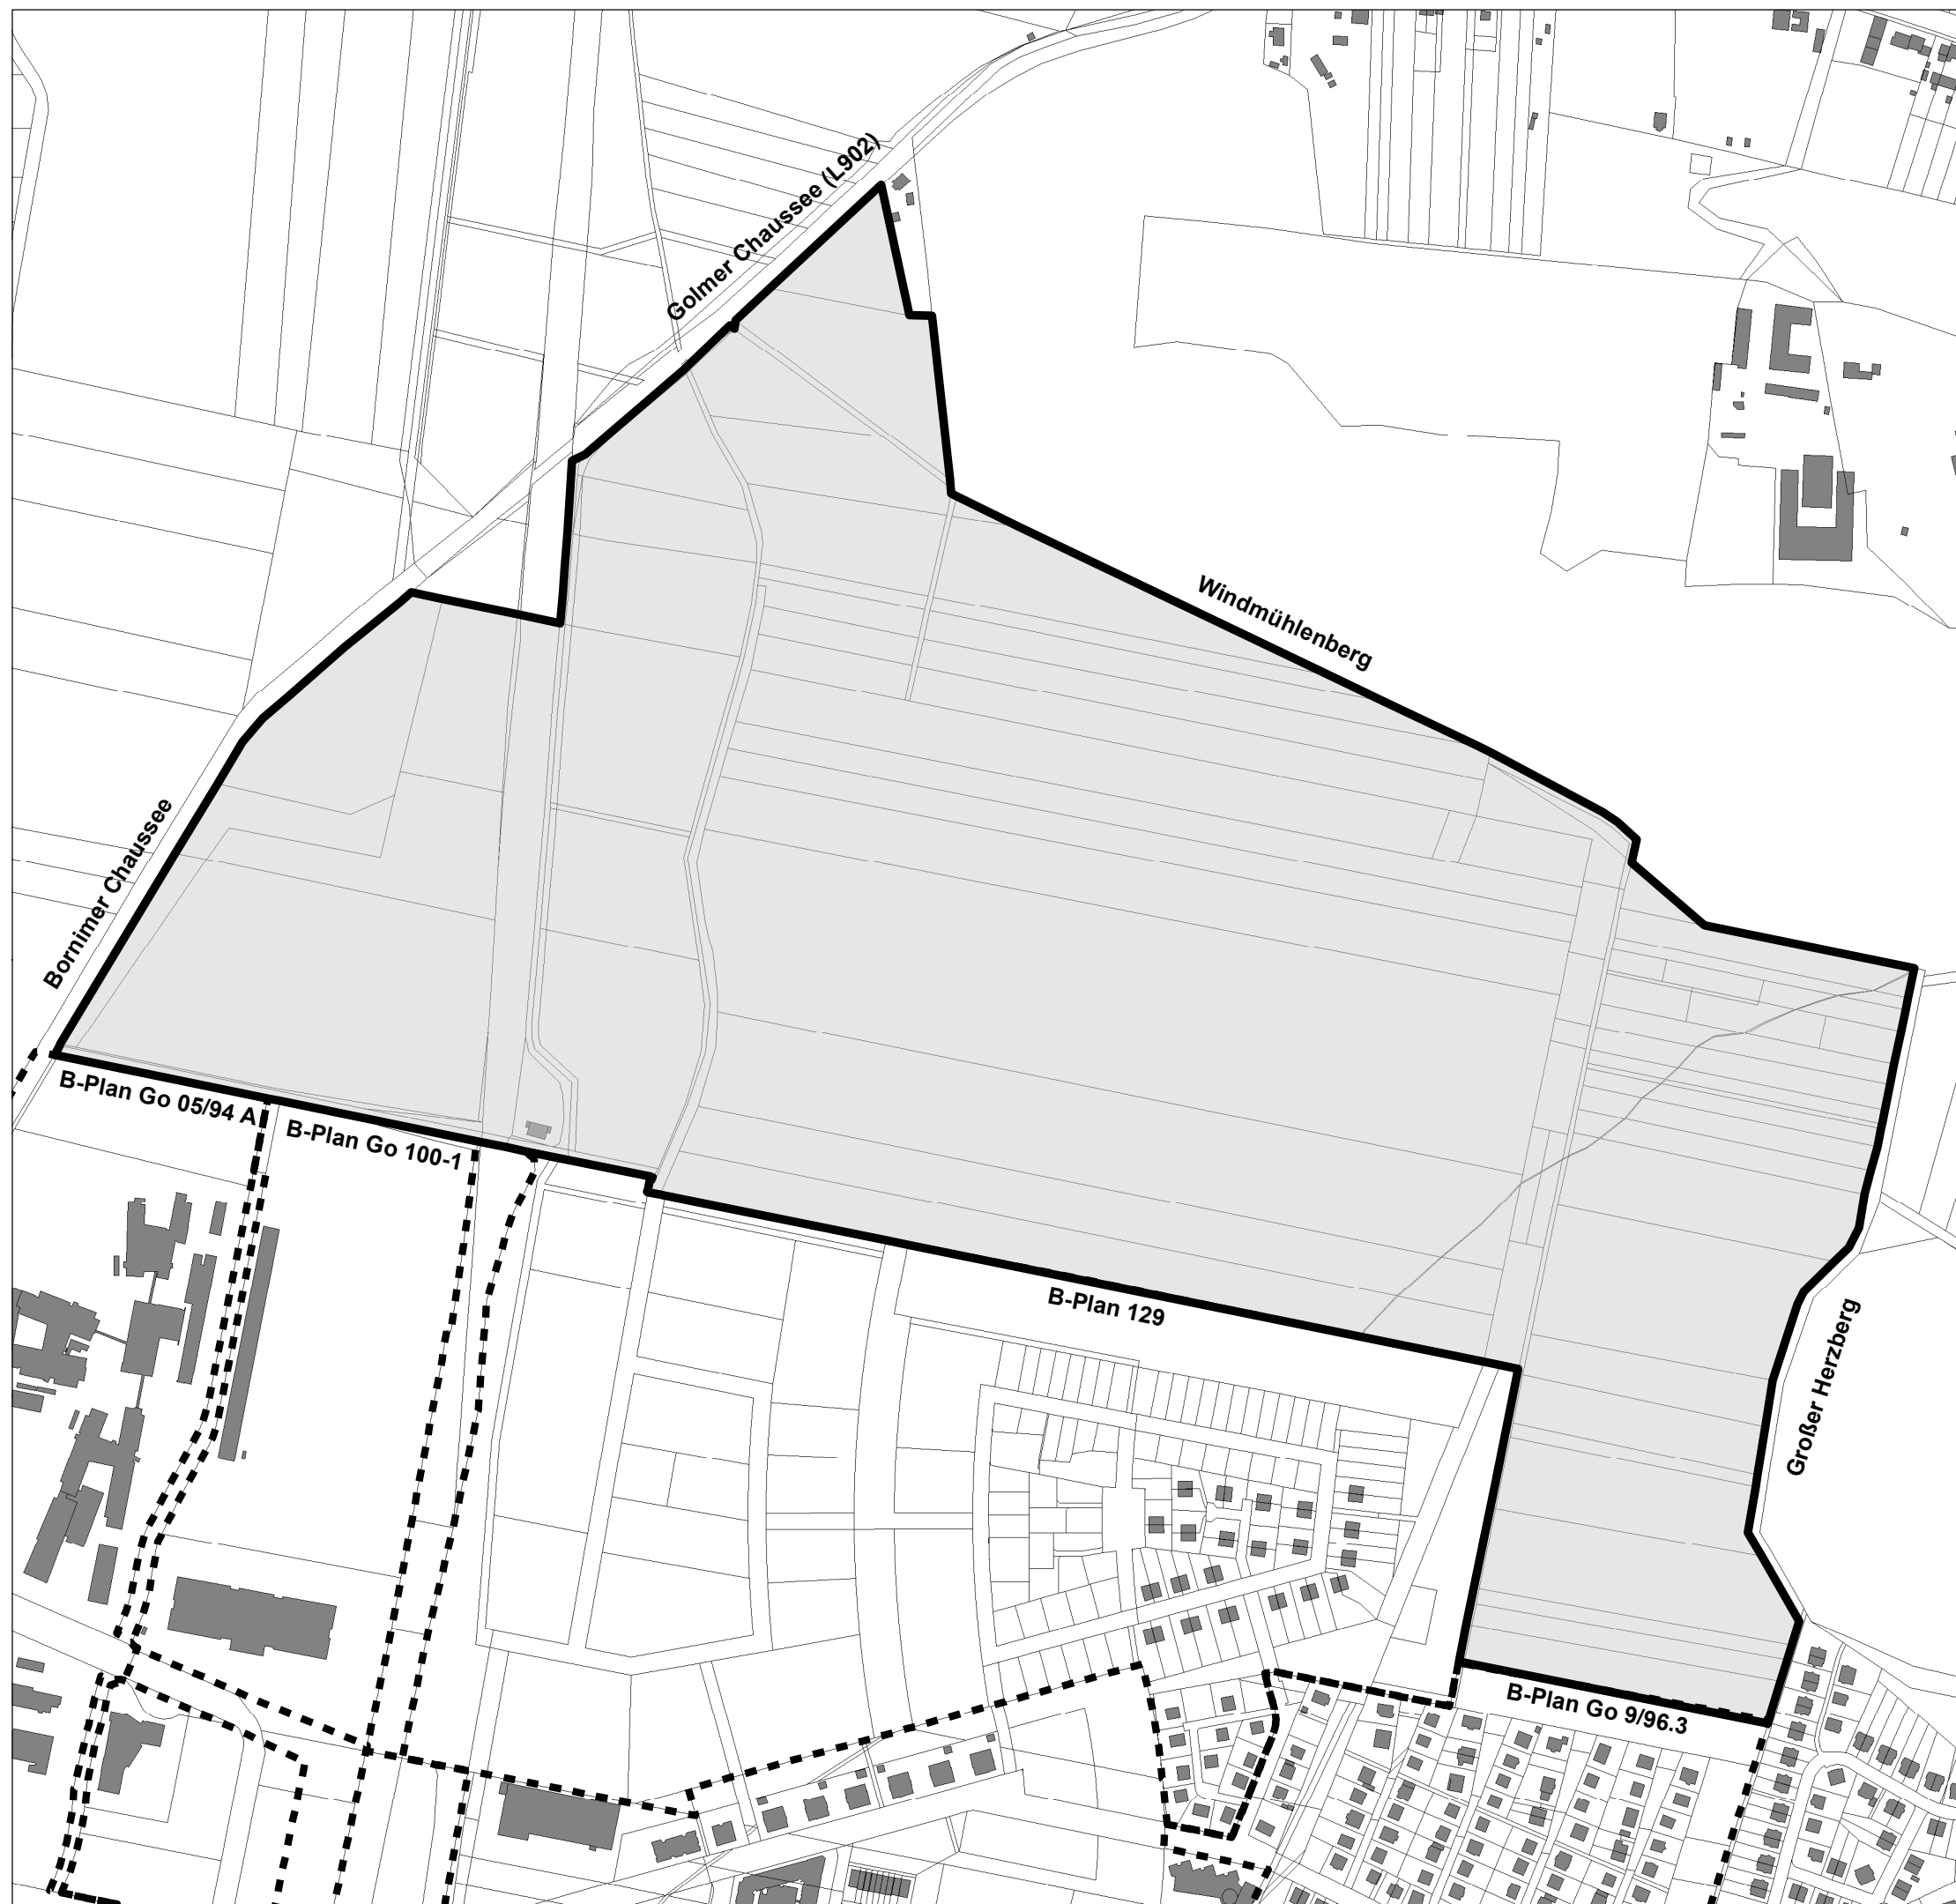 Golmer Chaussee (L902)
Windmühlenberg
Bornimer Chaussee
B-Plan Go 05/94 A
B-Plan Go 100-1
B-Plan 129
Großer Herzberg
B-Plan Go 9/96.3